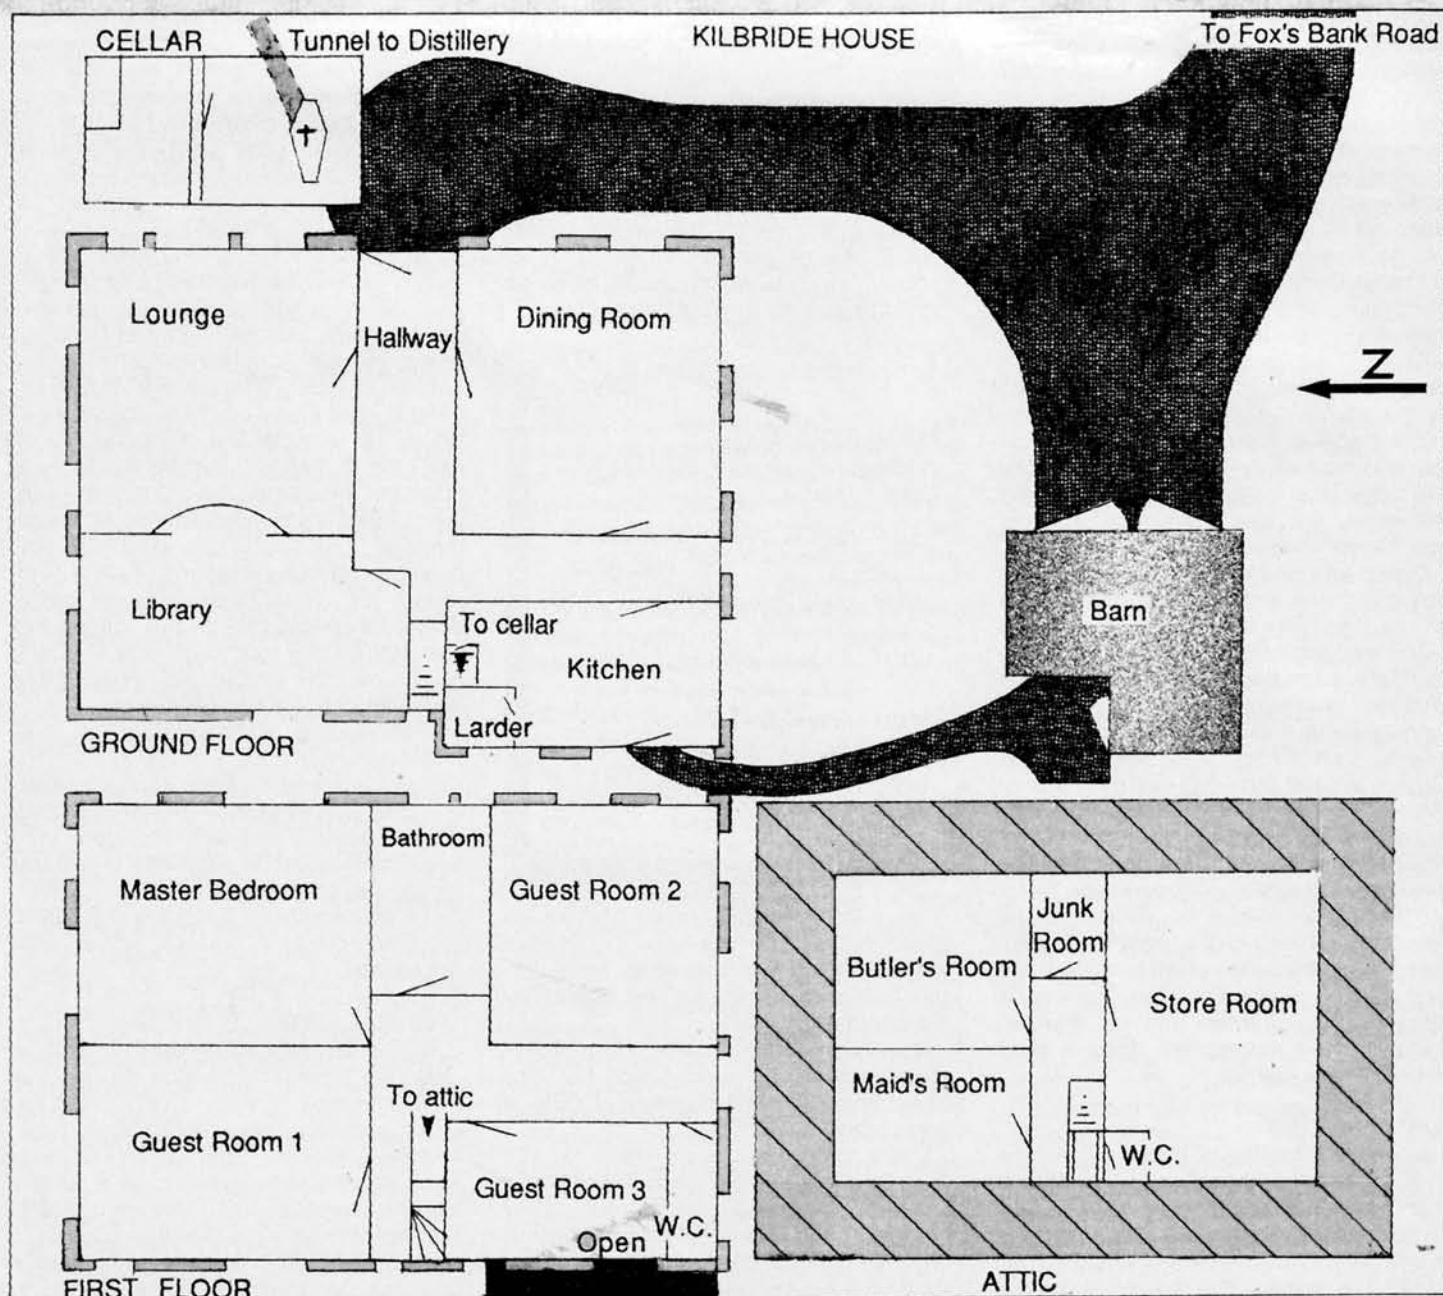 CELLAR
Tunnel to Distillery
KILBRIDE HOUSE
To Fox's Bank Road
Lounge
Hallway
Dining Room
N
Library
To cellar
Kitchen
Larder
Barn
GROUND FLOOR
Bathroom
Master Bedroom
Guest Room 2
To attic
Guest Room 1
Guest Room 3
Open
W.C.
FIRST FLOOR
Junk
Room
Butler's Room
Store Room
Maid's Room
W.C.
ATTIC